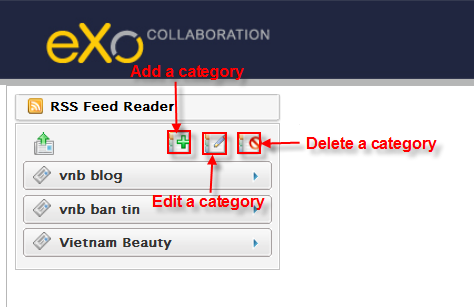 eXo COLLABORATION
Add a category
RSS Feed Reader
Delete a category
vnb blog
Edit a category
vnb ban tin
Vietnam Beauty